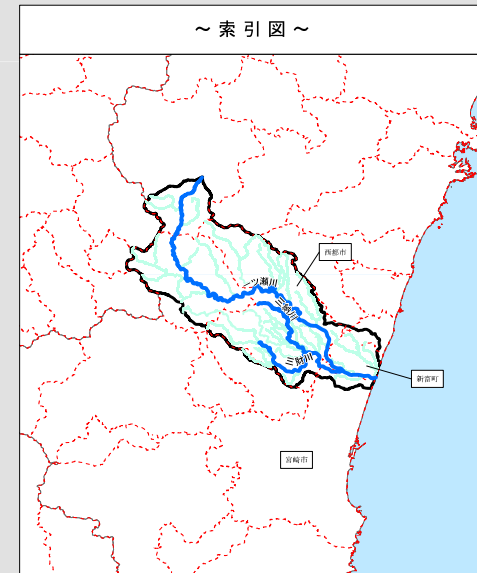 ～索引図～
西都市
一ツ瀬川
三納川
三財川
新富町
宮崎市